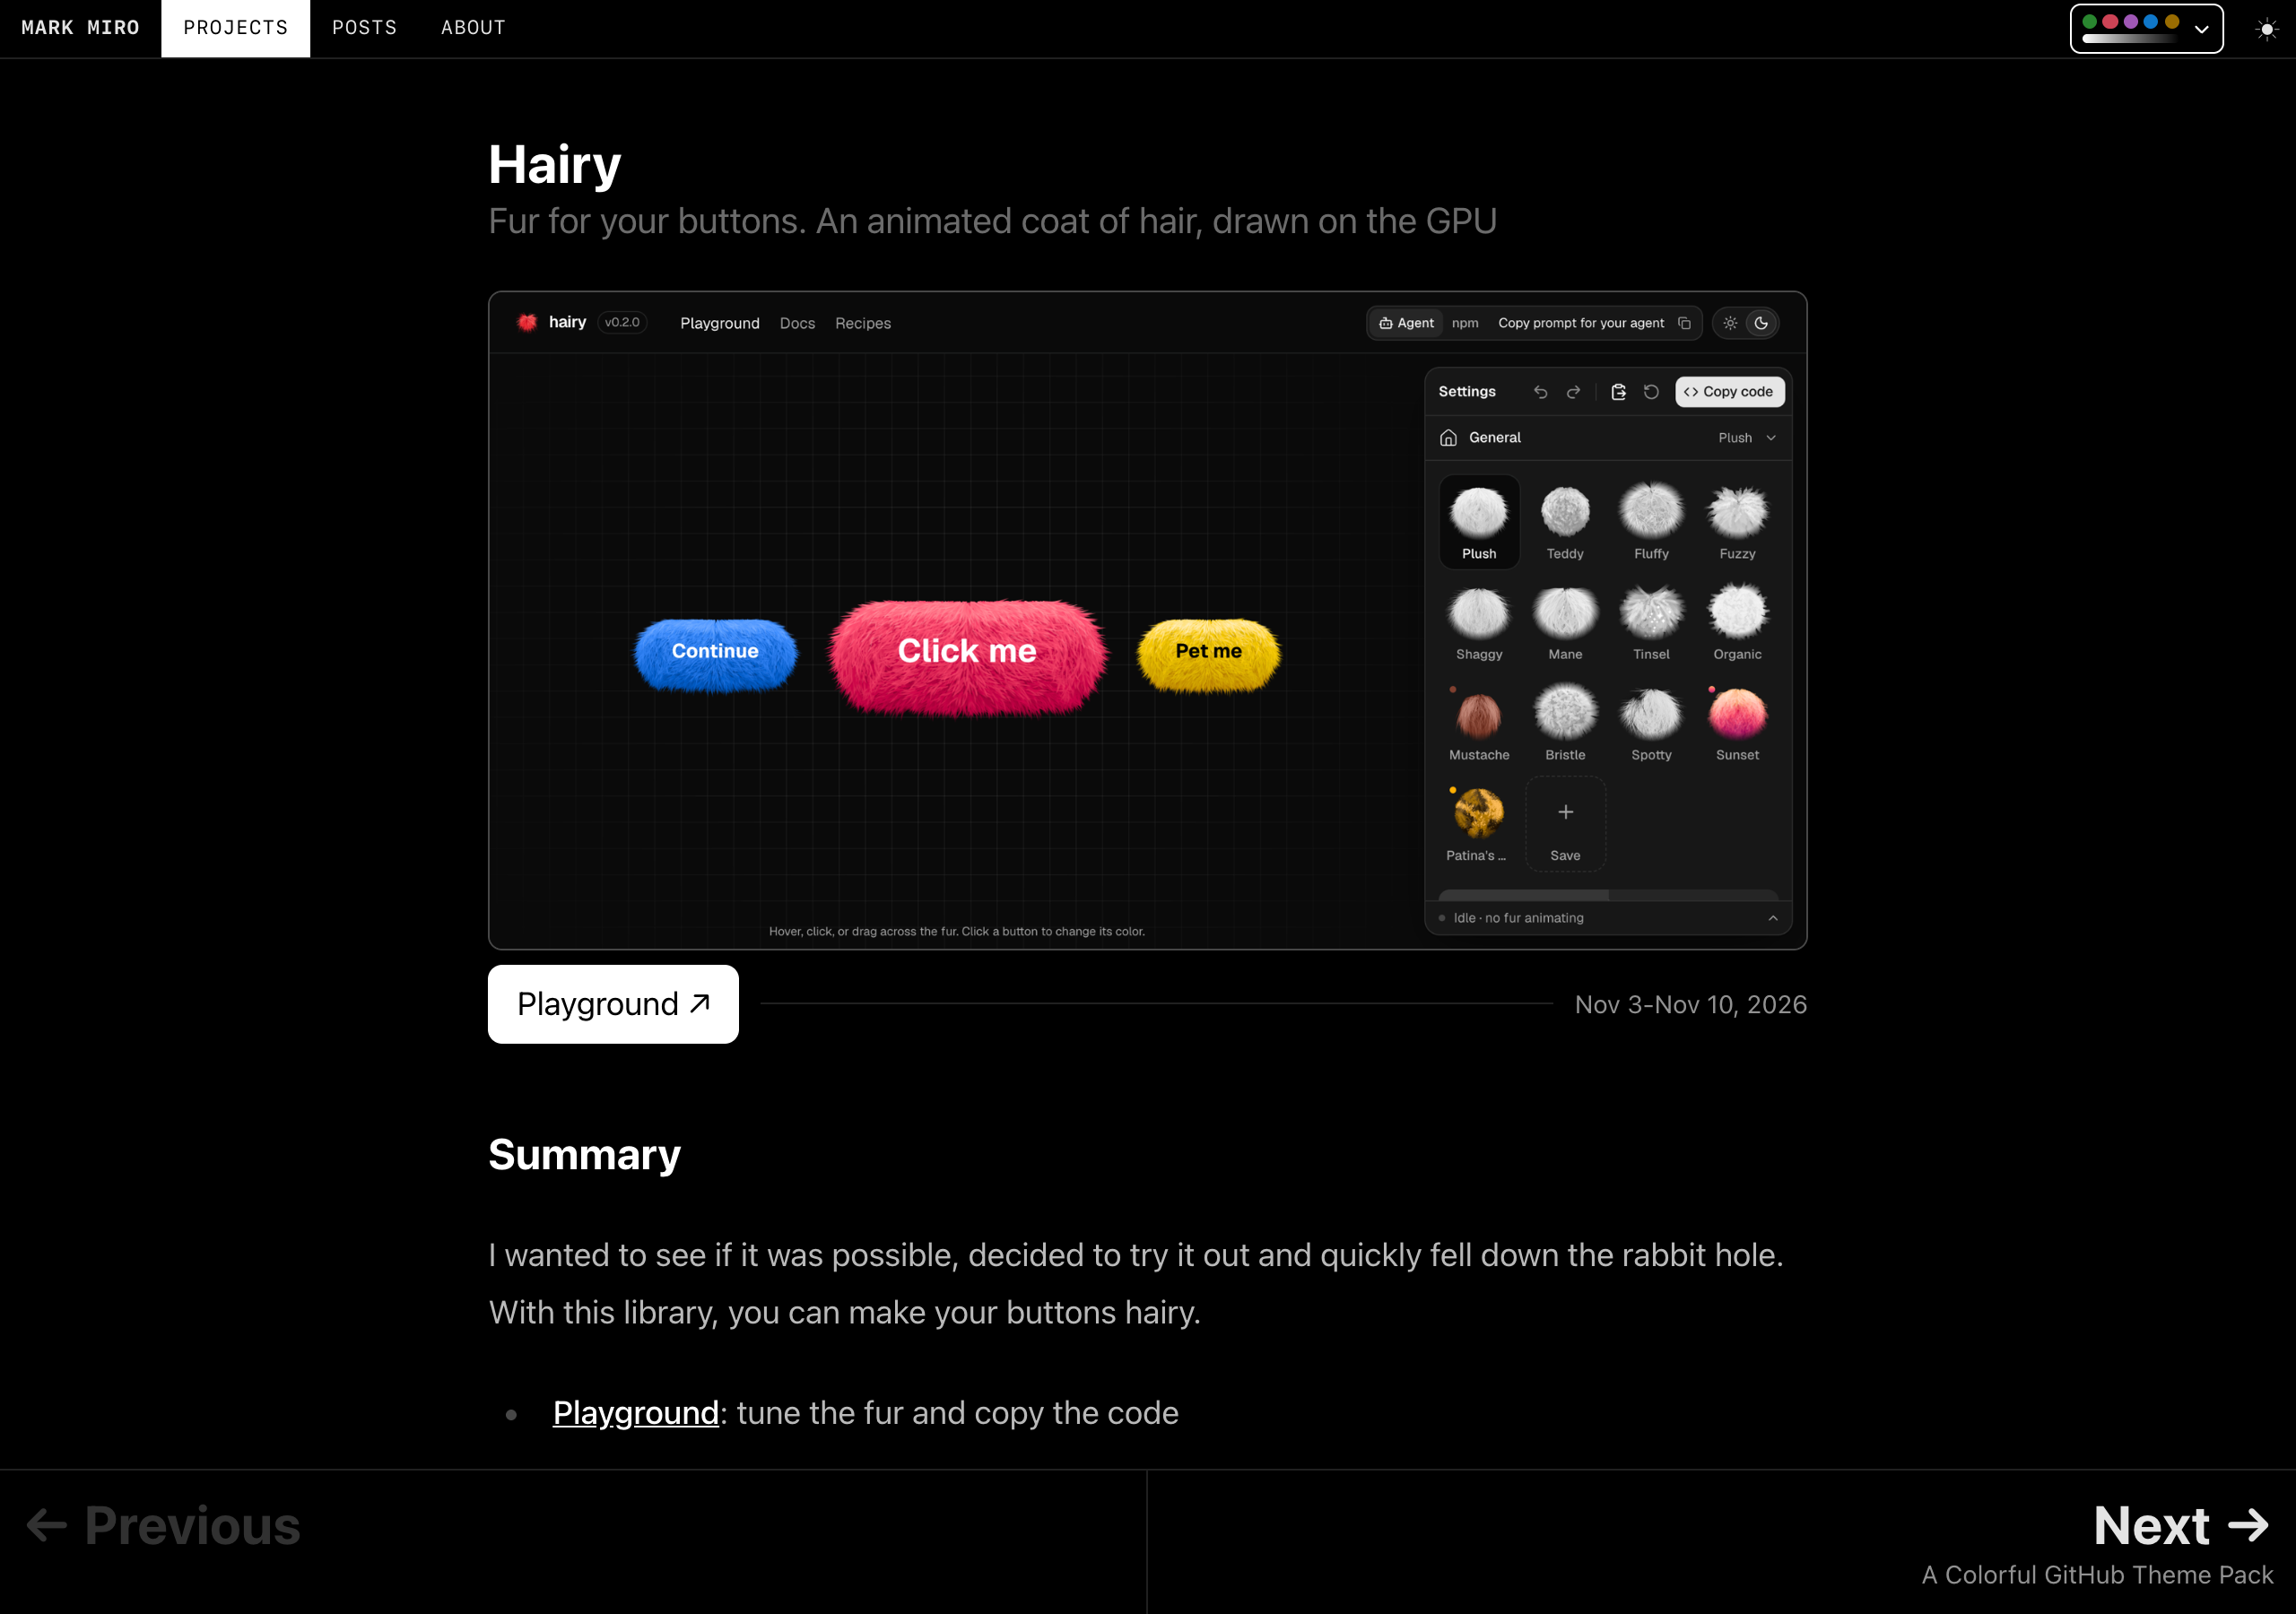 MARK MIRO PROJECTS POSTS ABOUT
Hairy
Fur for your buttons. An animated coat of hair, drawn on the GPU
hairy v0.2.0 Playground Docs Recipes Agent npm Copy prompt for your agent
Settings Copy code
General Plush
Plush Teddy Fluffy Fuzzy
Shaggy Mane Tinsel Organic
Mustache Bristle Spotty Sunset
Patina's ... Save
Idle · no fur animating
Continue Click me Pet me
Hover, click, or drag across the fur. Click a button to change its color.
Playground ↗ Nov 3-Nov 10, 2026
Summary
I wanted to see if it was possible, decided to try it out and quickly fell down the rabbit hole.
With this library, you can make your buttons hairy.
• Playground: tune the fur and copy the code
← Previous Next →
A Colorful GitHub Theme Pack